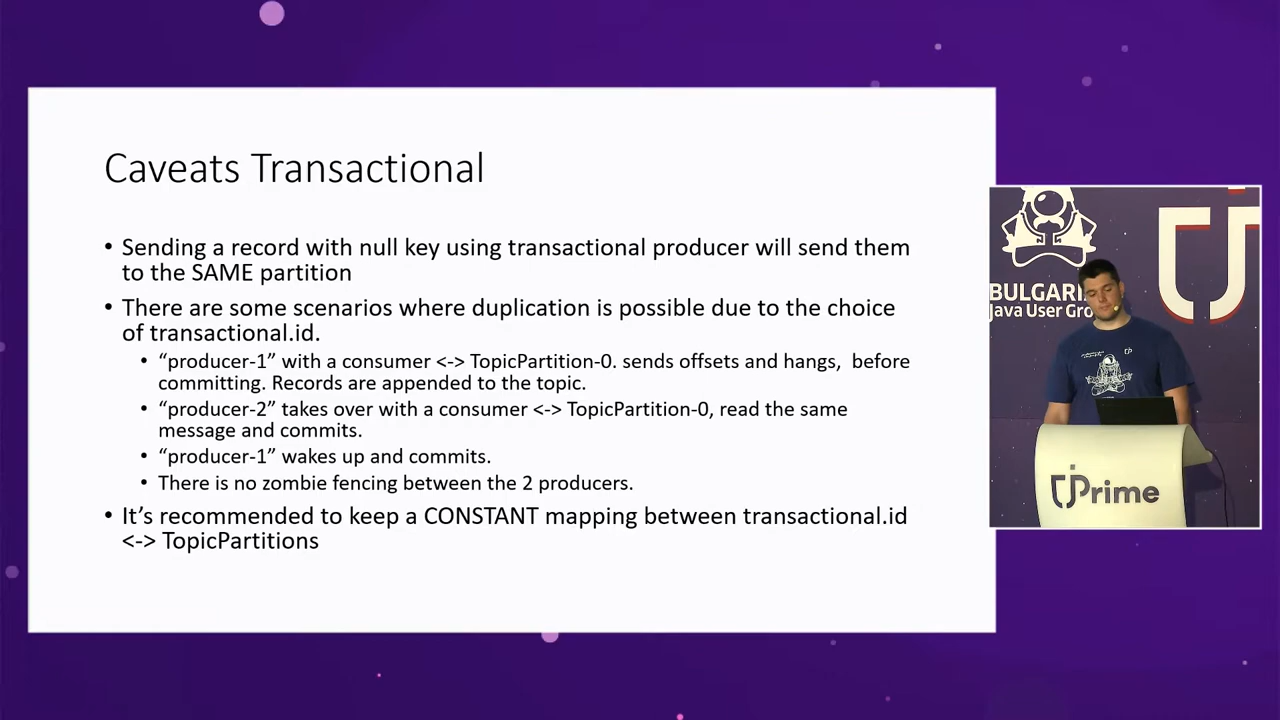 Caveats Transactional
• Sending a record with null key using transactional producer will send them
to the SAME partition
• There are some scenarios where duplication is possible due to the choice
of transactional.id.
• “producer-1” with a consumer <-> TopicPartition-0. sends offsets and hangs,  before
committing. Records are appended to the topic.
• “producer-2” takes over with a consumer <-> TopicPartition-0, read the same
message and commits.
• “producer-1” wakes up and commits.
• There is no zombie fencing between the 2 producers.
• It’s recommended to keep a CONSTANT mapping between transactional.id
<-> TopicPartitions
BULGARI
Java User Gro
Prime